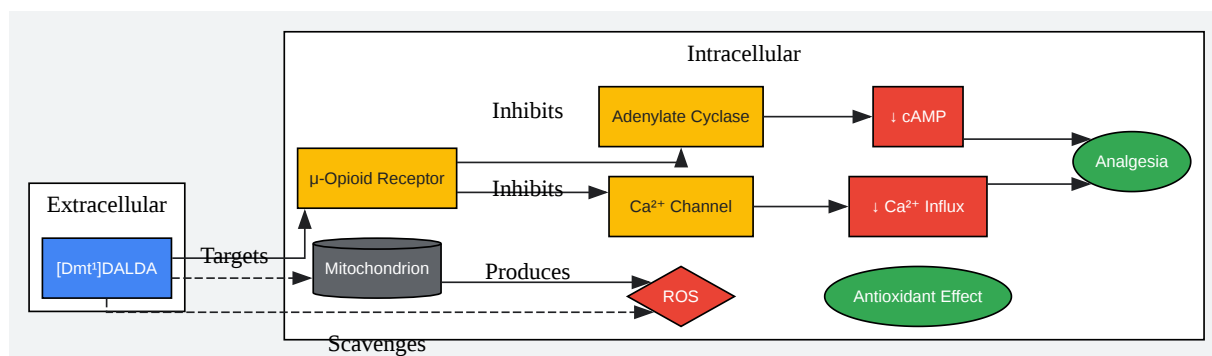 Intracellular
Inhibits
Adenylate Cyclase
↓ cAMP
Analgesia
μ-Opioid Receptor
Inhibits
Ca²⁺ Channel
↓ Ca²⁺ Influx
Extracellular
[Dmt¹]DALDA
Targets
Mitochondrion
Produces
ROS
Antioxidant Effect
Scavenges